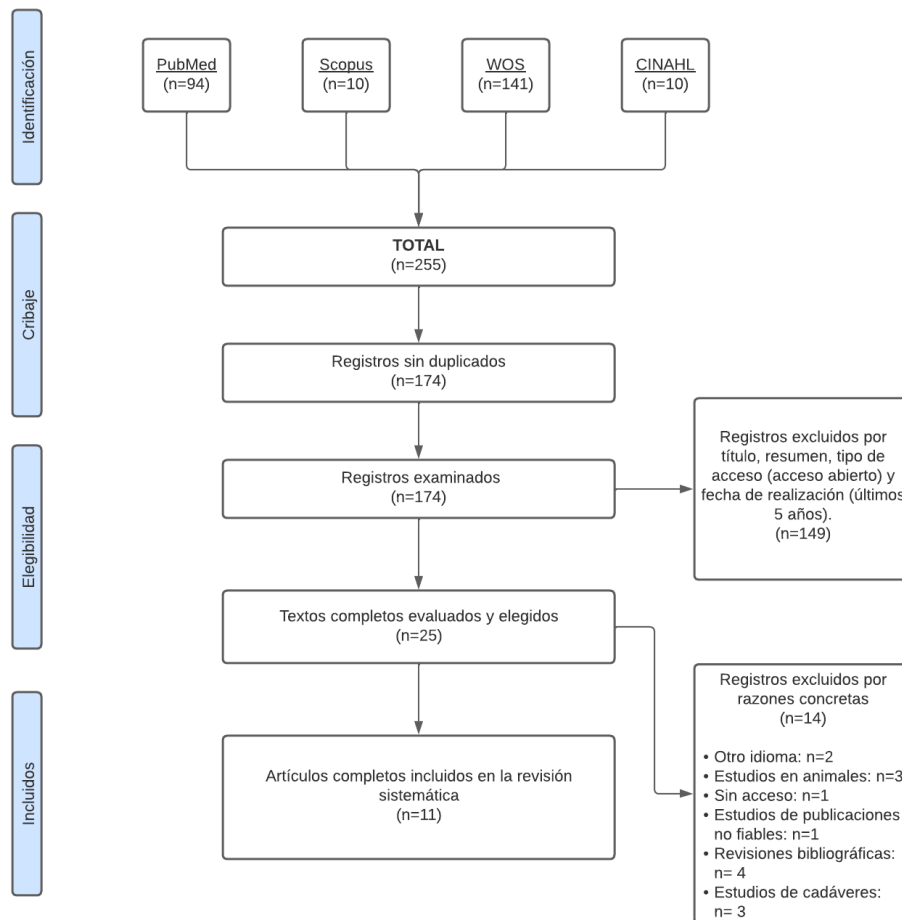 Identificación
PubMed
(n=94)
Scopus
(n=10)
WOS
(n=141)
CINAHL
(n=10)
TOTAL
(n=255)
Cribaje
Registros sin duplicados
(n=174)
Elegibilidad
Registros examinados
(n=174)
Registros excluidos por
título, resumen, tipo de
acceso (acceso abierto) y
fecha de realización (últimos
5 años).
(n=149)
Textos completos evaluados y elegidos
(n=25)
Registros excluidos por
razones concretas
(n=14)
• Otro idioma: n=2
• Estudios en animales: n=3
• Sin acceso: n=1
• Estudios de publicaciones
no fiables: n=1
• Revisiones bibliográficas:
n= 4
• Estudios de cadáveres:
n= 3
Incluidos
Artículos completos incluidos en la revisión
sistemática
(n=11)